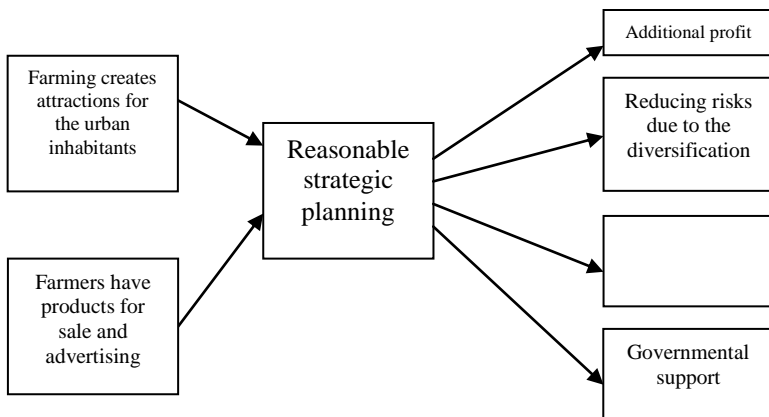 Farming creates
attractions for
the urban
inhabitants
Farmers have
products for
sale and
advertising
Reasonable
strategic
planning
Additional profit
Reducing risks
due to the
diversification
Governmental
support